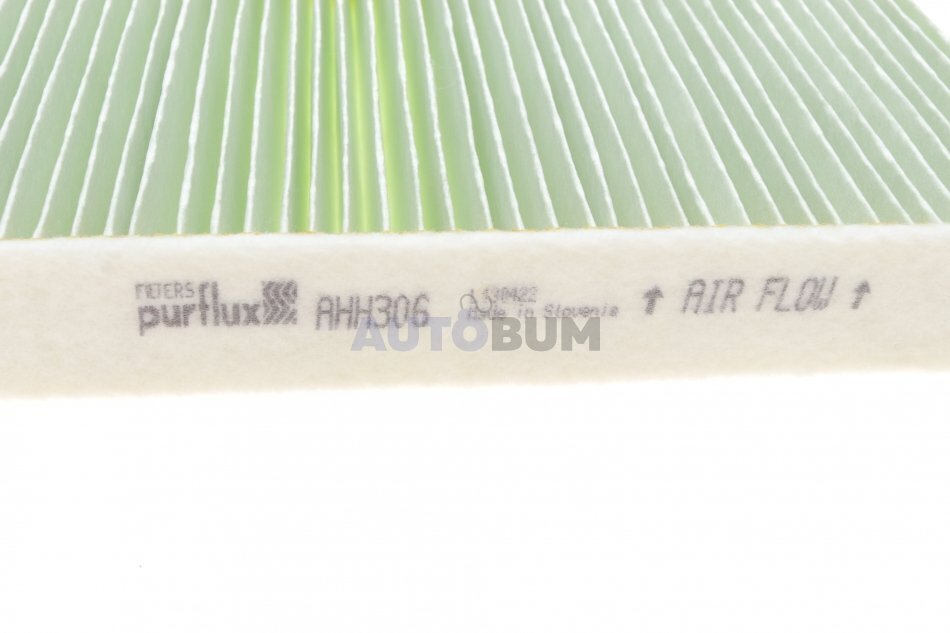 FILTERS
purflux AHH306
Made in Slovenia ↑ AIR FLOW ↑
AUTOBUM